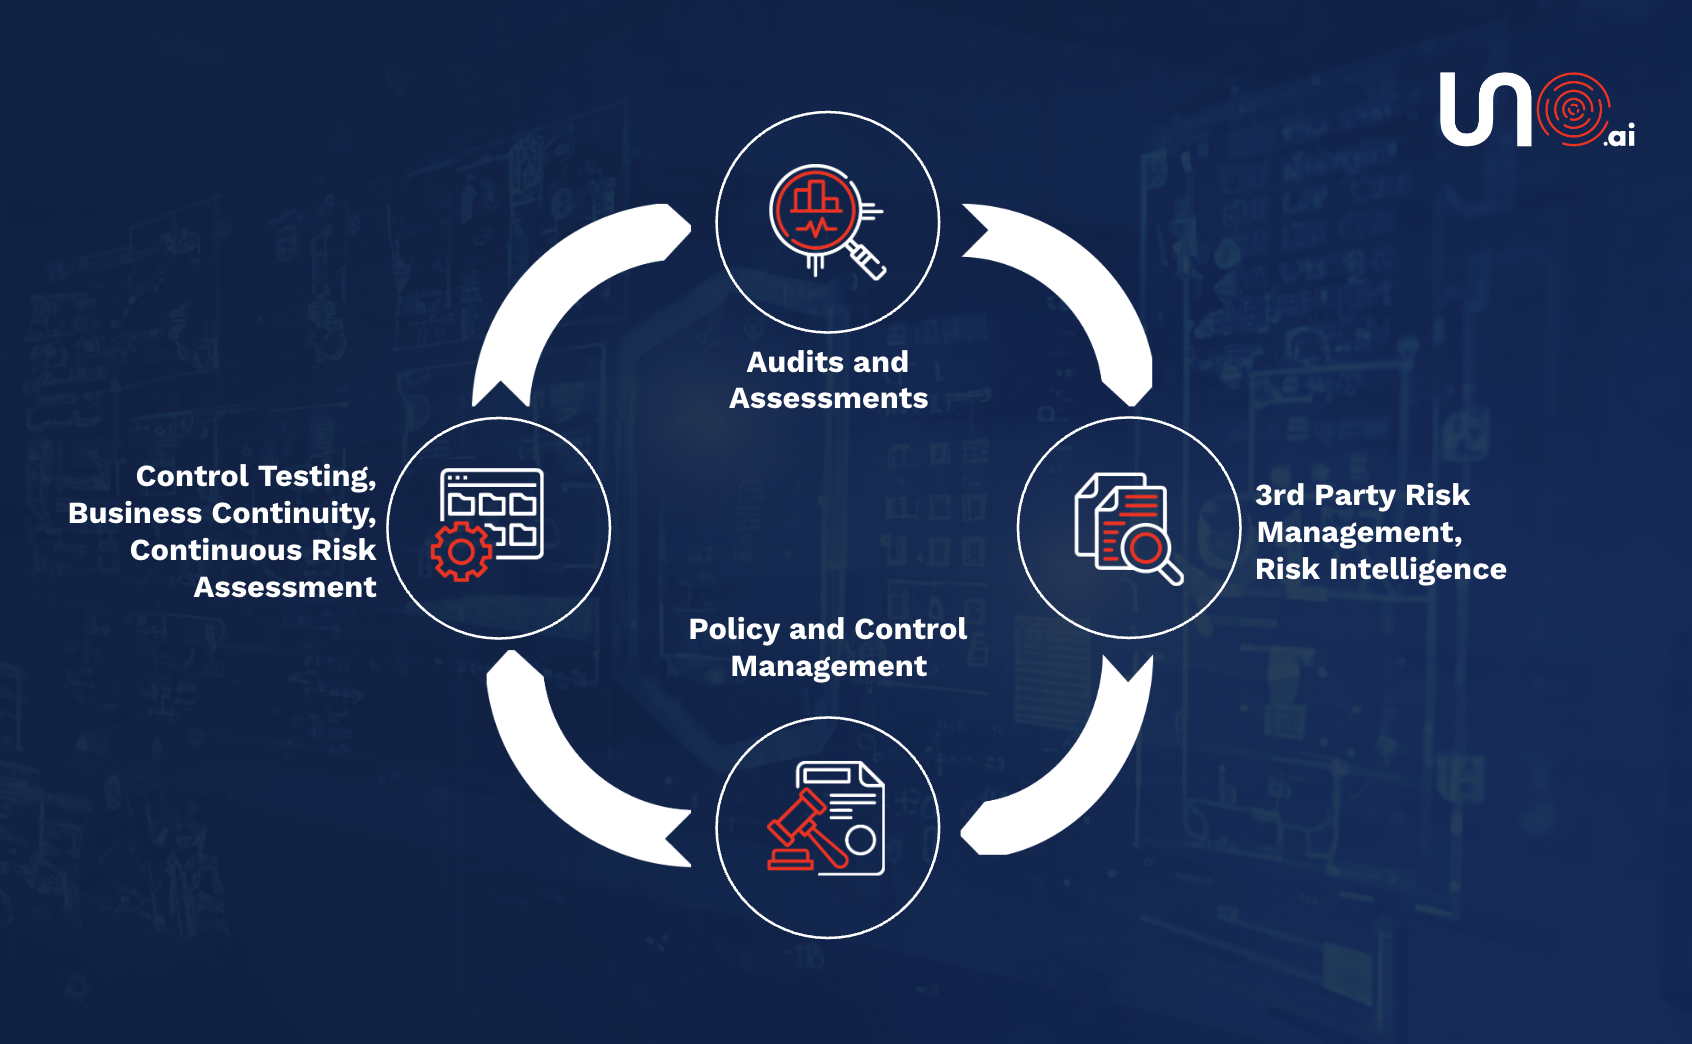 UNO.ai
Audits and
Assessments
Control Testing,
Business Continuity,
Continuous Risk
Assessment
3rd Party Risk
Management,
Risk Intelligence
Policy and Control
Management